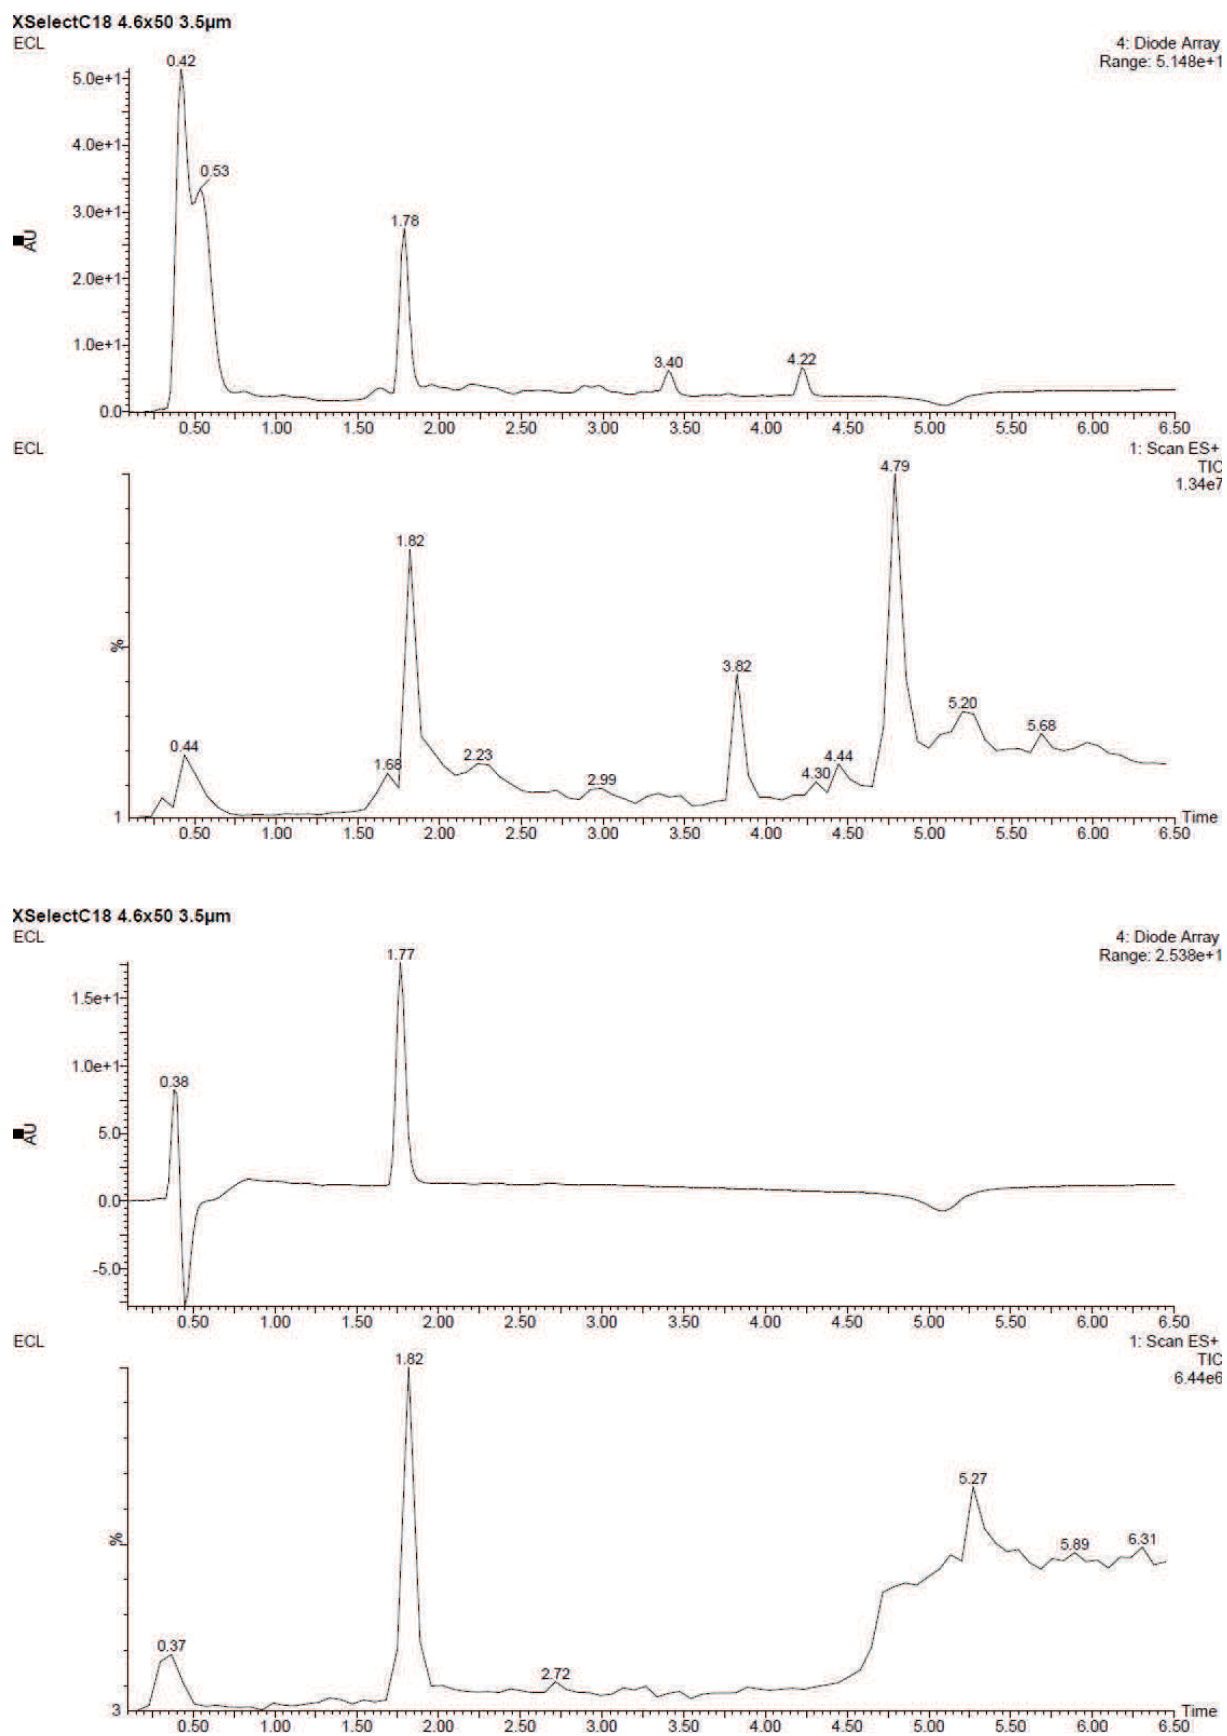 XSelectC18 4.6x50 3.5µm
ECL
4: Diode Array
Range: 5.148e+1
0.42
5.0e+1
4.0e+1
0.53
3.0e+1
1.78
AU
2.0e+1
1.0e+1
3.40
4.22
0.0
0.50 1.00 1.50 2.00 2.50 3.00 3.50 4.00 4.50 5.00 5.50 6.00 6.50
ECL
1: Scan ES+
TIC
1.34e7
4.79
1.82
%
3.82
5.20
5.68
0.44
1.68
2.23
2.99
4.30
4.44
1
Time
0.50 1.00 1.50 2.00 2.50 3.00 3.50 4.00 4.50 5.00 5.50 6.00 6.50
XSelectC18 4.6x50 3.5µm
ECL
4: Diode Array
Range: 2.538e+1
1.77
1.5e+1
1.0e+1
0.38
AU
5.0
0.0
-5.0
0.50 1.00 1.50 2.00 2.50 3.00 3.50 4.00 4.50 5.00 5.50 6.00 6.50
ECL
1: Scan ES+
TIC
6.44e6
1.82
5.27
%
5.89
6.31
0.37
2.72
3
Time
0.50 1.00 1.50 2.00 2.50 3.00 3.50 4.00 4.50 5.00 5.50 6.00 6.50